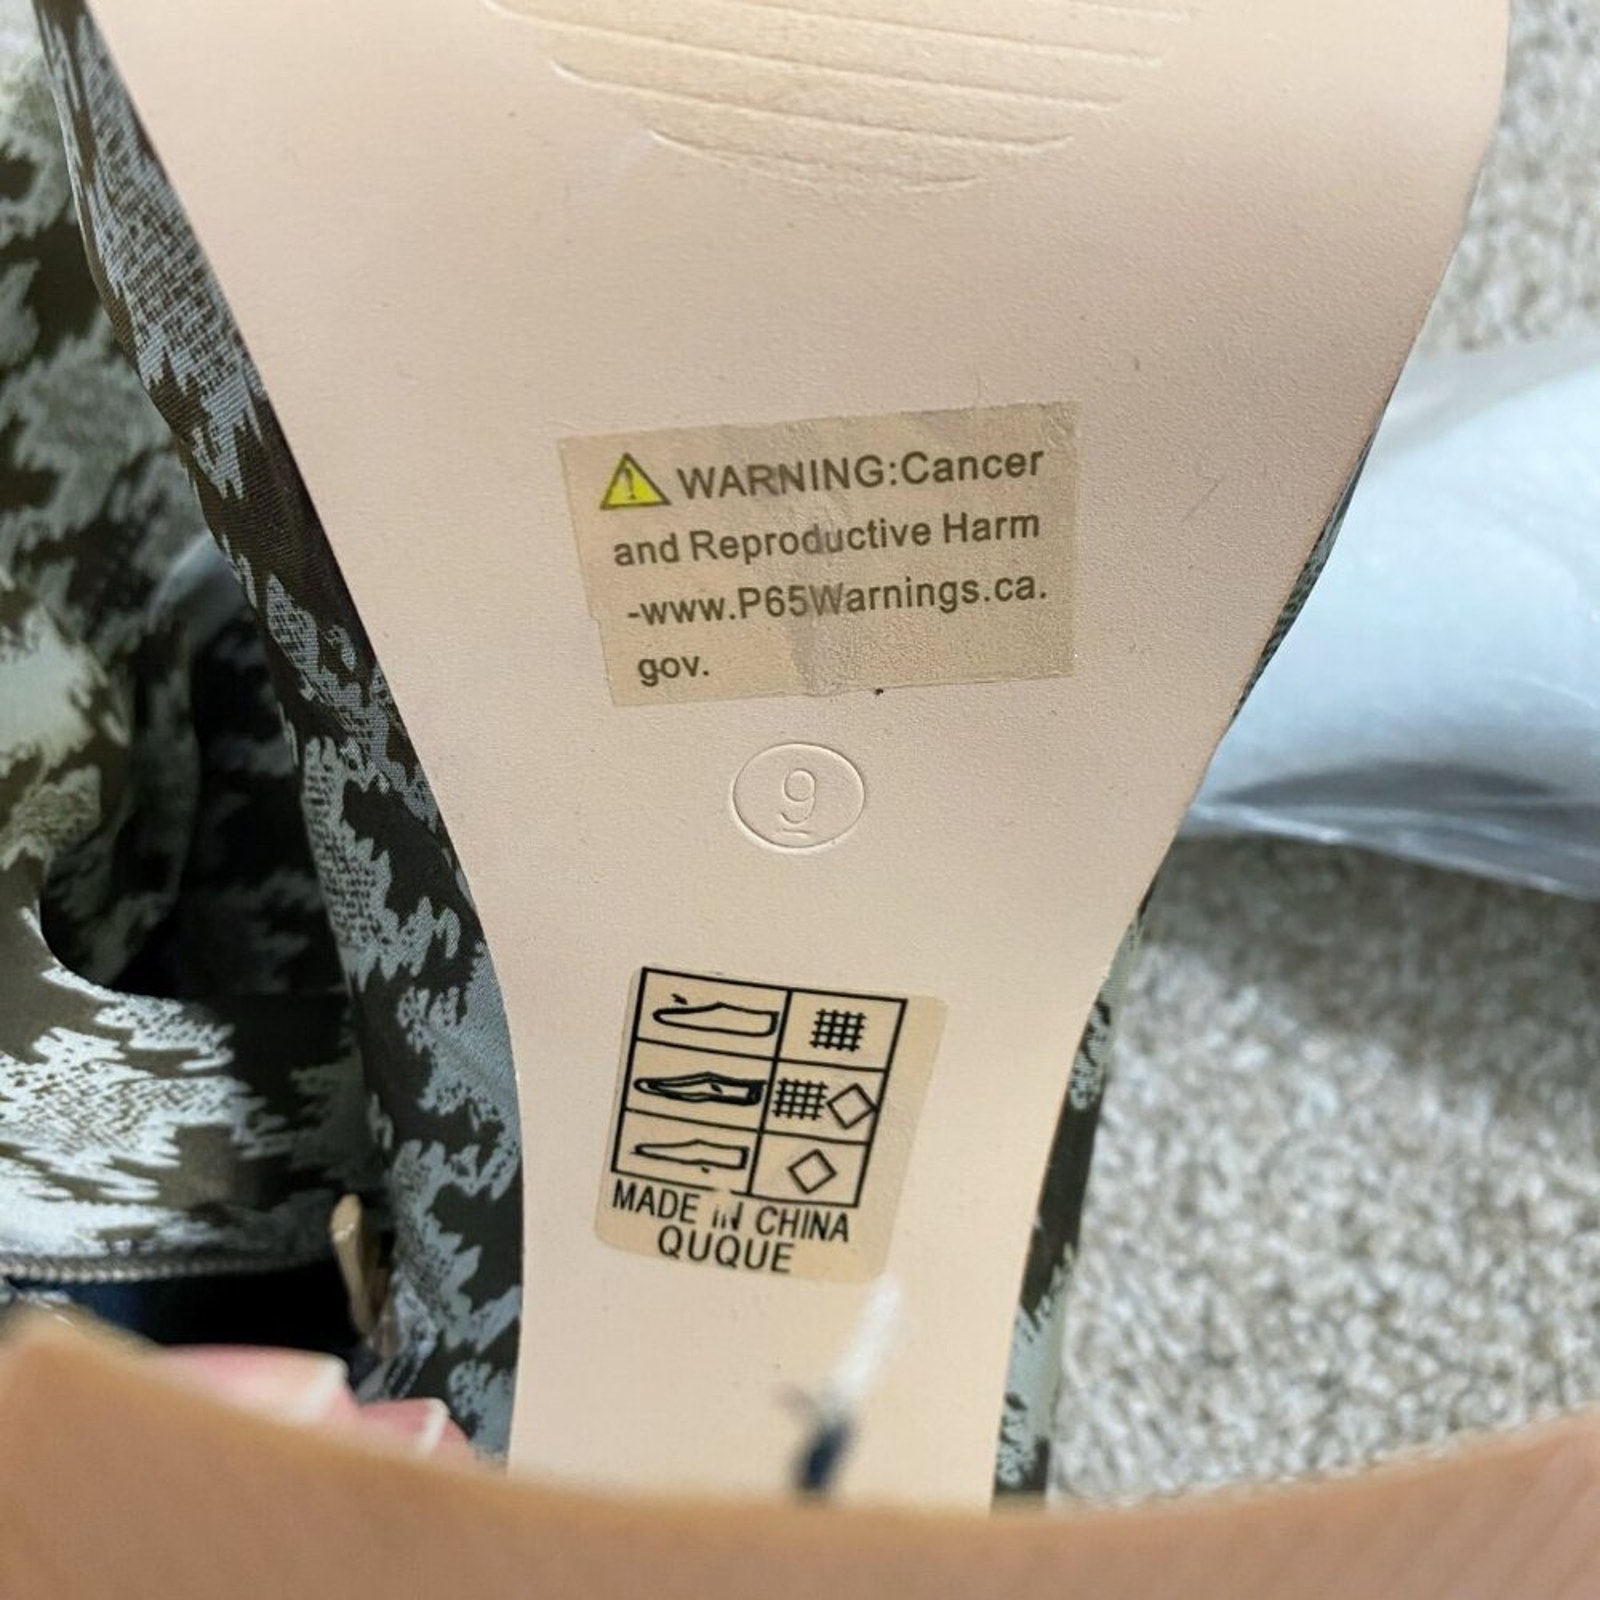 WARNING:Cancer
and Reproductive Harm
-www.P65Warnings.ca.
gov.
9
MADE IN CHINA
QUQUE